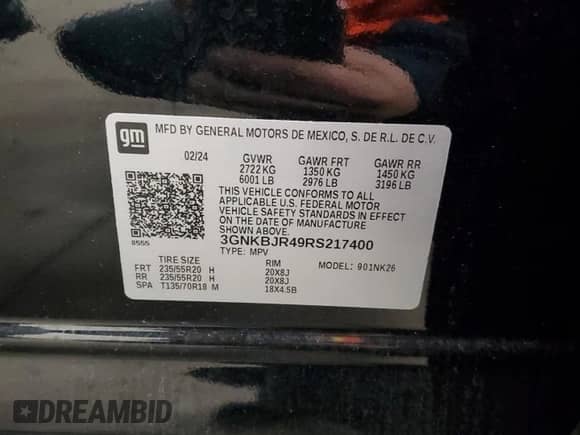 gm
MFD BY GENERAL MOTORS DE MEXICO, S. DE R.L. DE C.V.
02/24 GVWR GAWR FRT GAWR RR
2722 KG 1350 KG 1450 KG
6001 LB 2976 LB 3196 LB
THIS VEHICLE CONFORMS TO ALL
APPLICABLE U.S. FEDERAL MOTOR
VEHICLE SAFETY STANDARDS IN EFFECT
ON THE DATE OF MANUFACTURE
SHOWN ABOVE
8555 3GNKBJR49RS217400
TYPE: MPV
TIRE SIZE RIM MODEL: 901NK26
FRT 235/55R20 H 20X8J
RR 235/55R20 H 20X8J
SPA T135/70R18 M 18X4.5B
DREAMBID